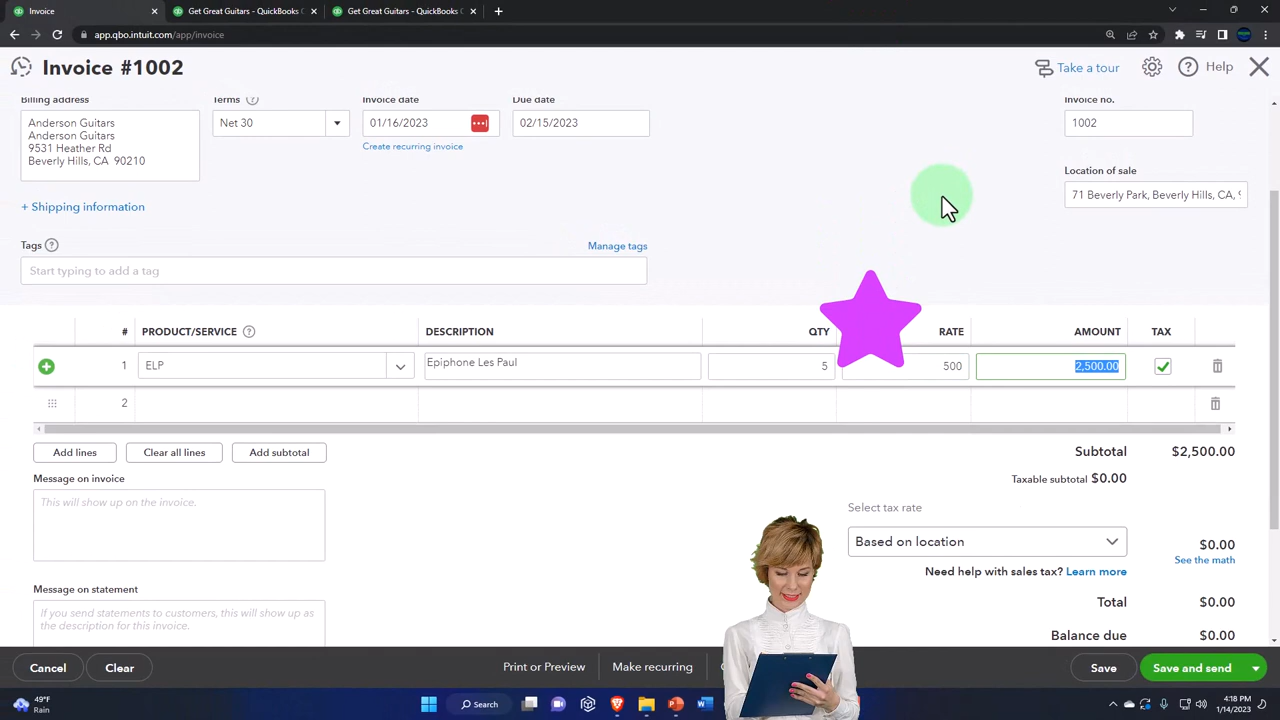 Invoice
Get Great Guitars - QuickBooks
Get Great Guitars - QuickBooks C
app.qbo.intuit.com/app/invoice
Invoice #1002
Take a tour
Help
Billing address
Terms
Invoice date
Due date
Invoice no.
Anderson Guitars
Anderson Guitars
9531 Heather Rd
Beverly Hills, CA 90210
Net 30
01/16/2023
02/15/2023
1002
Create recurring invoice
Location of sale
71 Beverly Park, Beverly Hills, CA,
+ Shipping information
Tags
Manage tags
Start typing to add a tag
# PRODUCT/SERVICE DESCRIPTION QTY RATE AMOUNT TAX
1 ELP Epiphone Les Paul 5 500 2,500.00
2
Add lines Clear all lines Add subtotal
Subtotal $2,500.00
Message on invoice
Taxable subtotal $0.00
This will show up on the invoice.
Select tax rate
Based on location
$0.00
See the math
Need help with sales tax? Learn more
Message on statement
Total $0.00
If you send statements to customers, this will show up as
the description for this invoice.
Balance due $0.00
Cancel Clear Print or Preview Make recurring Save Save and send
49°F
Rain
Search
4:18 PM
1/14/2023